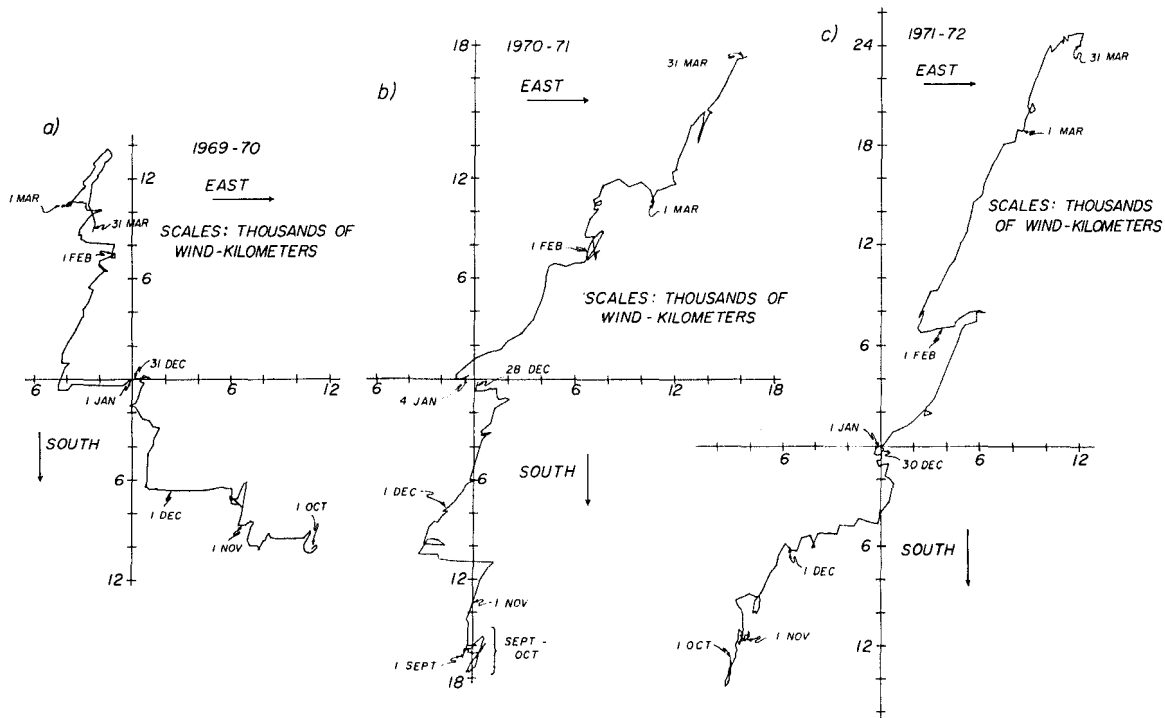 a)
1969-70
EAST
12
1 MAR
31 MAR
SCALES: THOUSANDS OF
WIND-KILOMETERS
1 FEB
6
31 DEC
6
6
12
1 JAN
SOUTH
6
1 DEC
1 OCT
1 NOV
12
b)
18
1970-71
31 MAR
EAST
12
1 MAR
1 FEB
6
SCALES: THOUSANDS OF
WIND-KILOMETERS
28 DEC
6
6
12
18
4 JAN
6
SOUTH
1 DEC
12
1 NOV
SEPT-
OCT
1 SEPT
18
c)
24
1971-72
31 MAR
EAST
18
1 MAR
12
SCALES: THOUSANDS
OF WIND-KILOMETERS
6
1 FEB
1 JAN
6
6
12
30 DEC
6
SOUTH
1 DEC
12
1 OCT
1 NOV